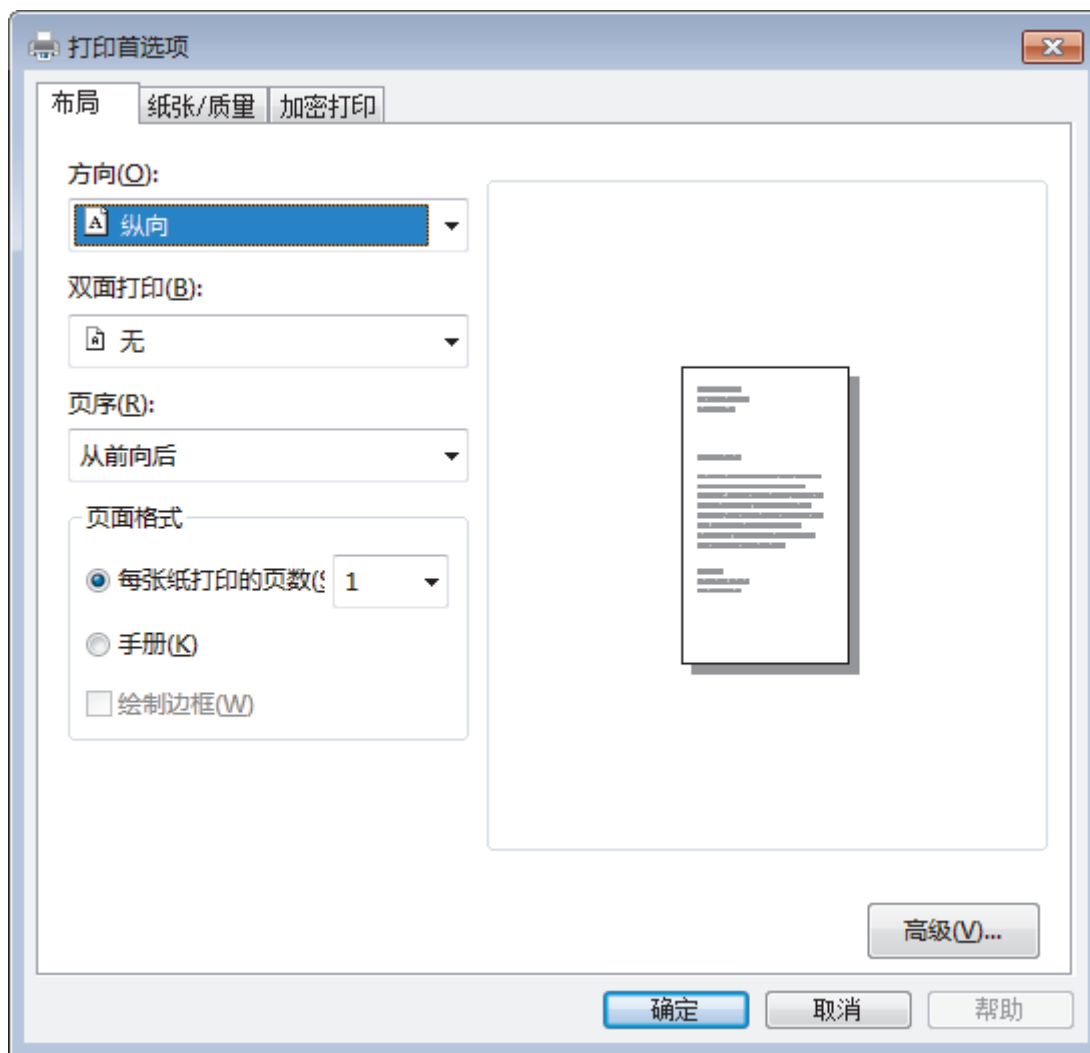 打印首选项
布局 纸张/质量 加密打印
方向(O):
纵向
双面打印(B):
无
页序(R):
从前向后
页面格式
每张纸打印的页数( 1
手册(K)
绘制边框(W)
高级(V)...
确定 取消 帮助